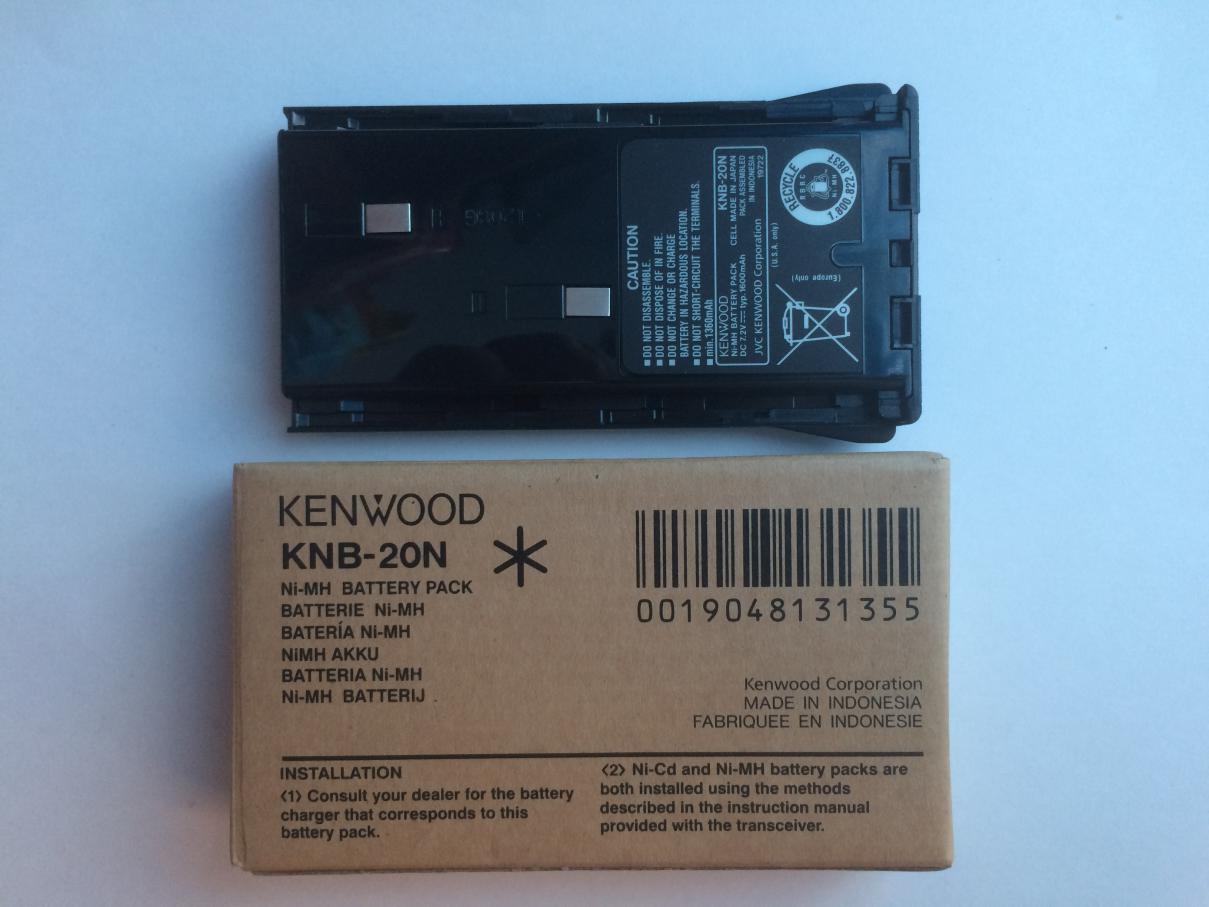 CAUTION
■ DO NOT DISASSEMBLE.
■ DO NOT DISPOSE OF IN FIRE.
■ DO NOT CHANGE OR CHARGE
BATTERY IN HAZARDOUS LOCATION.
■ DO NOT SHORT-CIRCUIT THE TERMINALS.
■ min.1360mAh
KENWOOD KNB-20N
Ni-MH BATTERY PACK CELL MADE IN JAPAN
DC 7.2V typ.1600mAh PACK ASSEMBLED
IN INDONESIA
JVC KENWOOD Corporation 19722
(U.S.A. only)
(Europe only)
RECYCLE
RBRC
Ni MH
1.800.822.8837
KENWOOD
KNB-20N
Ni-MH BATTERY PACK
BATTERIE Ni-MH
BATERÍA Ni-MH
NiMH AKKU
BATTERIA Ni-MH
Ni-MH BATTERIJ
0019048131355
Kenwood Corporation
MADE IN INDONESIA
FABRIQUEE EN INDONESIE
INSTALLATION
〈1〉 Consult your dealer for the battery
charger that corresponds to this
battery pack.
〈2〉 Ni-Cd and Ni-MH battery packs are
both installed using the methods
described in the instruction manual
provided with the transceiver.